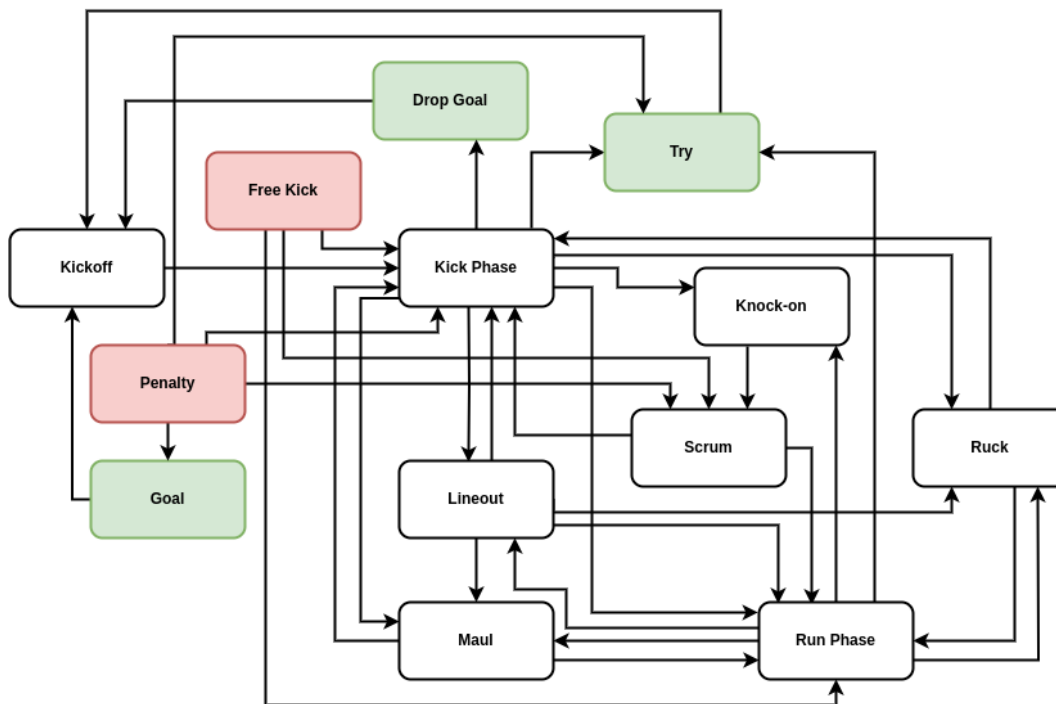 Drop Goal
Try
Free Kick
Kickoff
Kick Phase
Knock-on
Penalty
Scrum
Ruck
Goal
Lineout
Maul
Run Phase